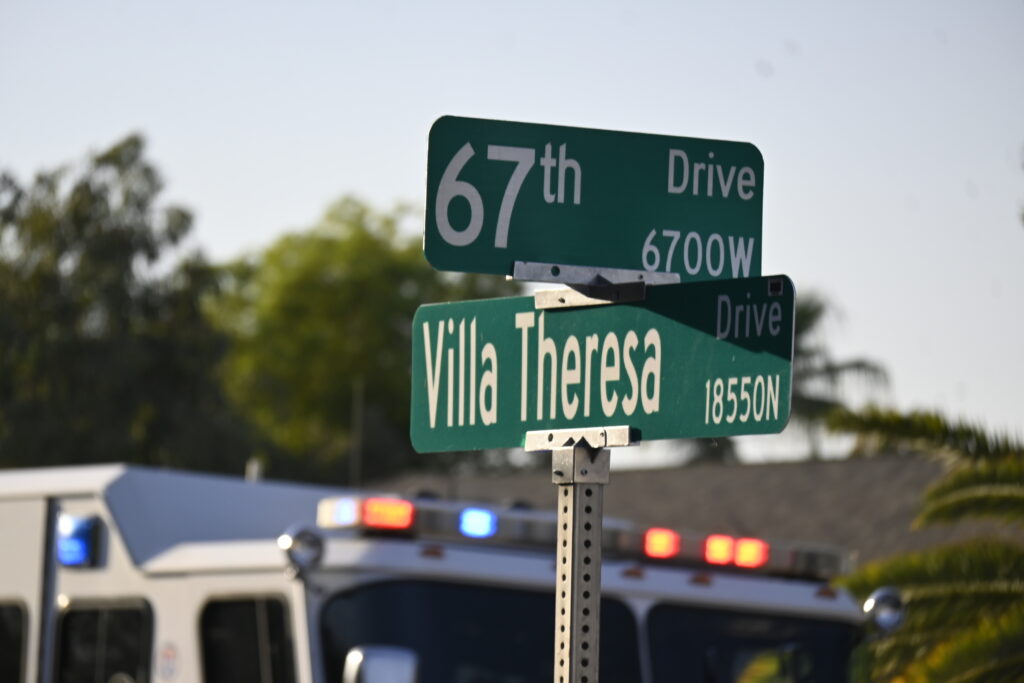 67th Drive
6700W
Villa Theresa Drive
18550N